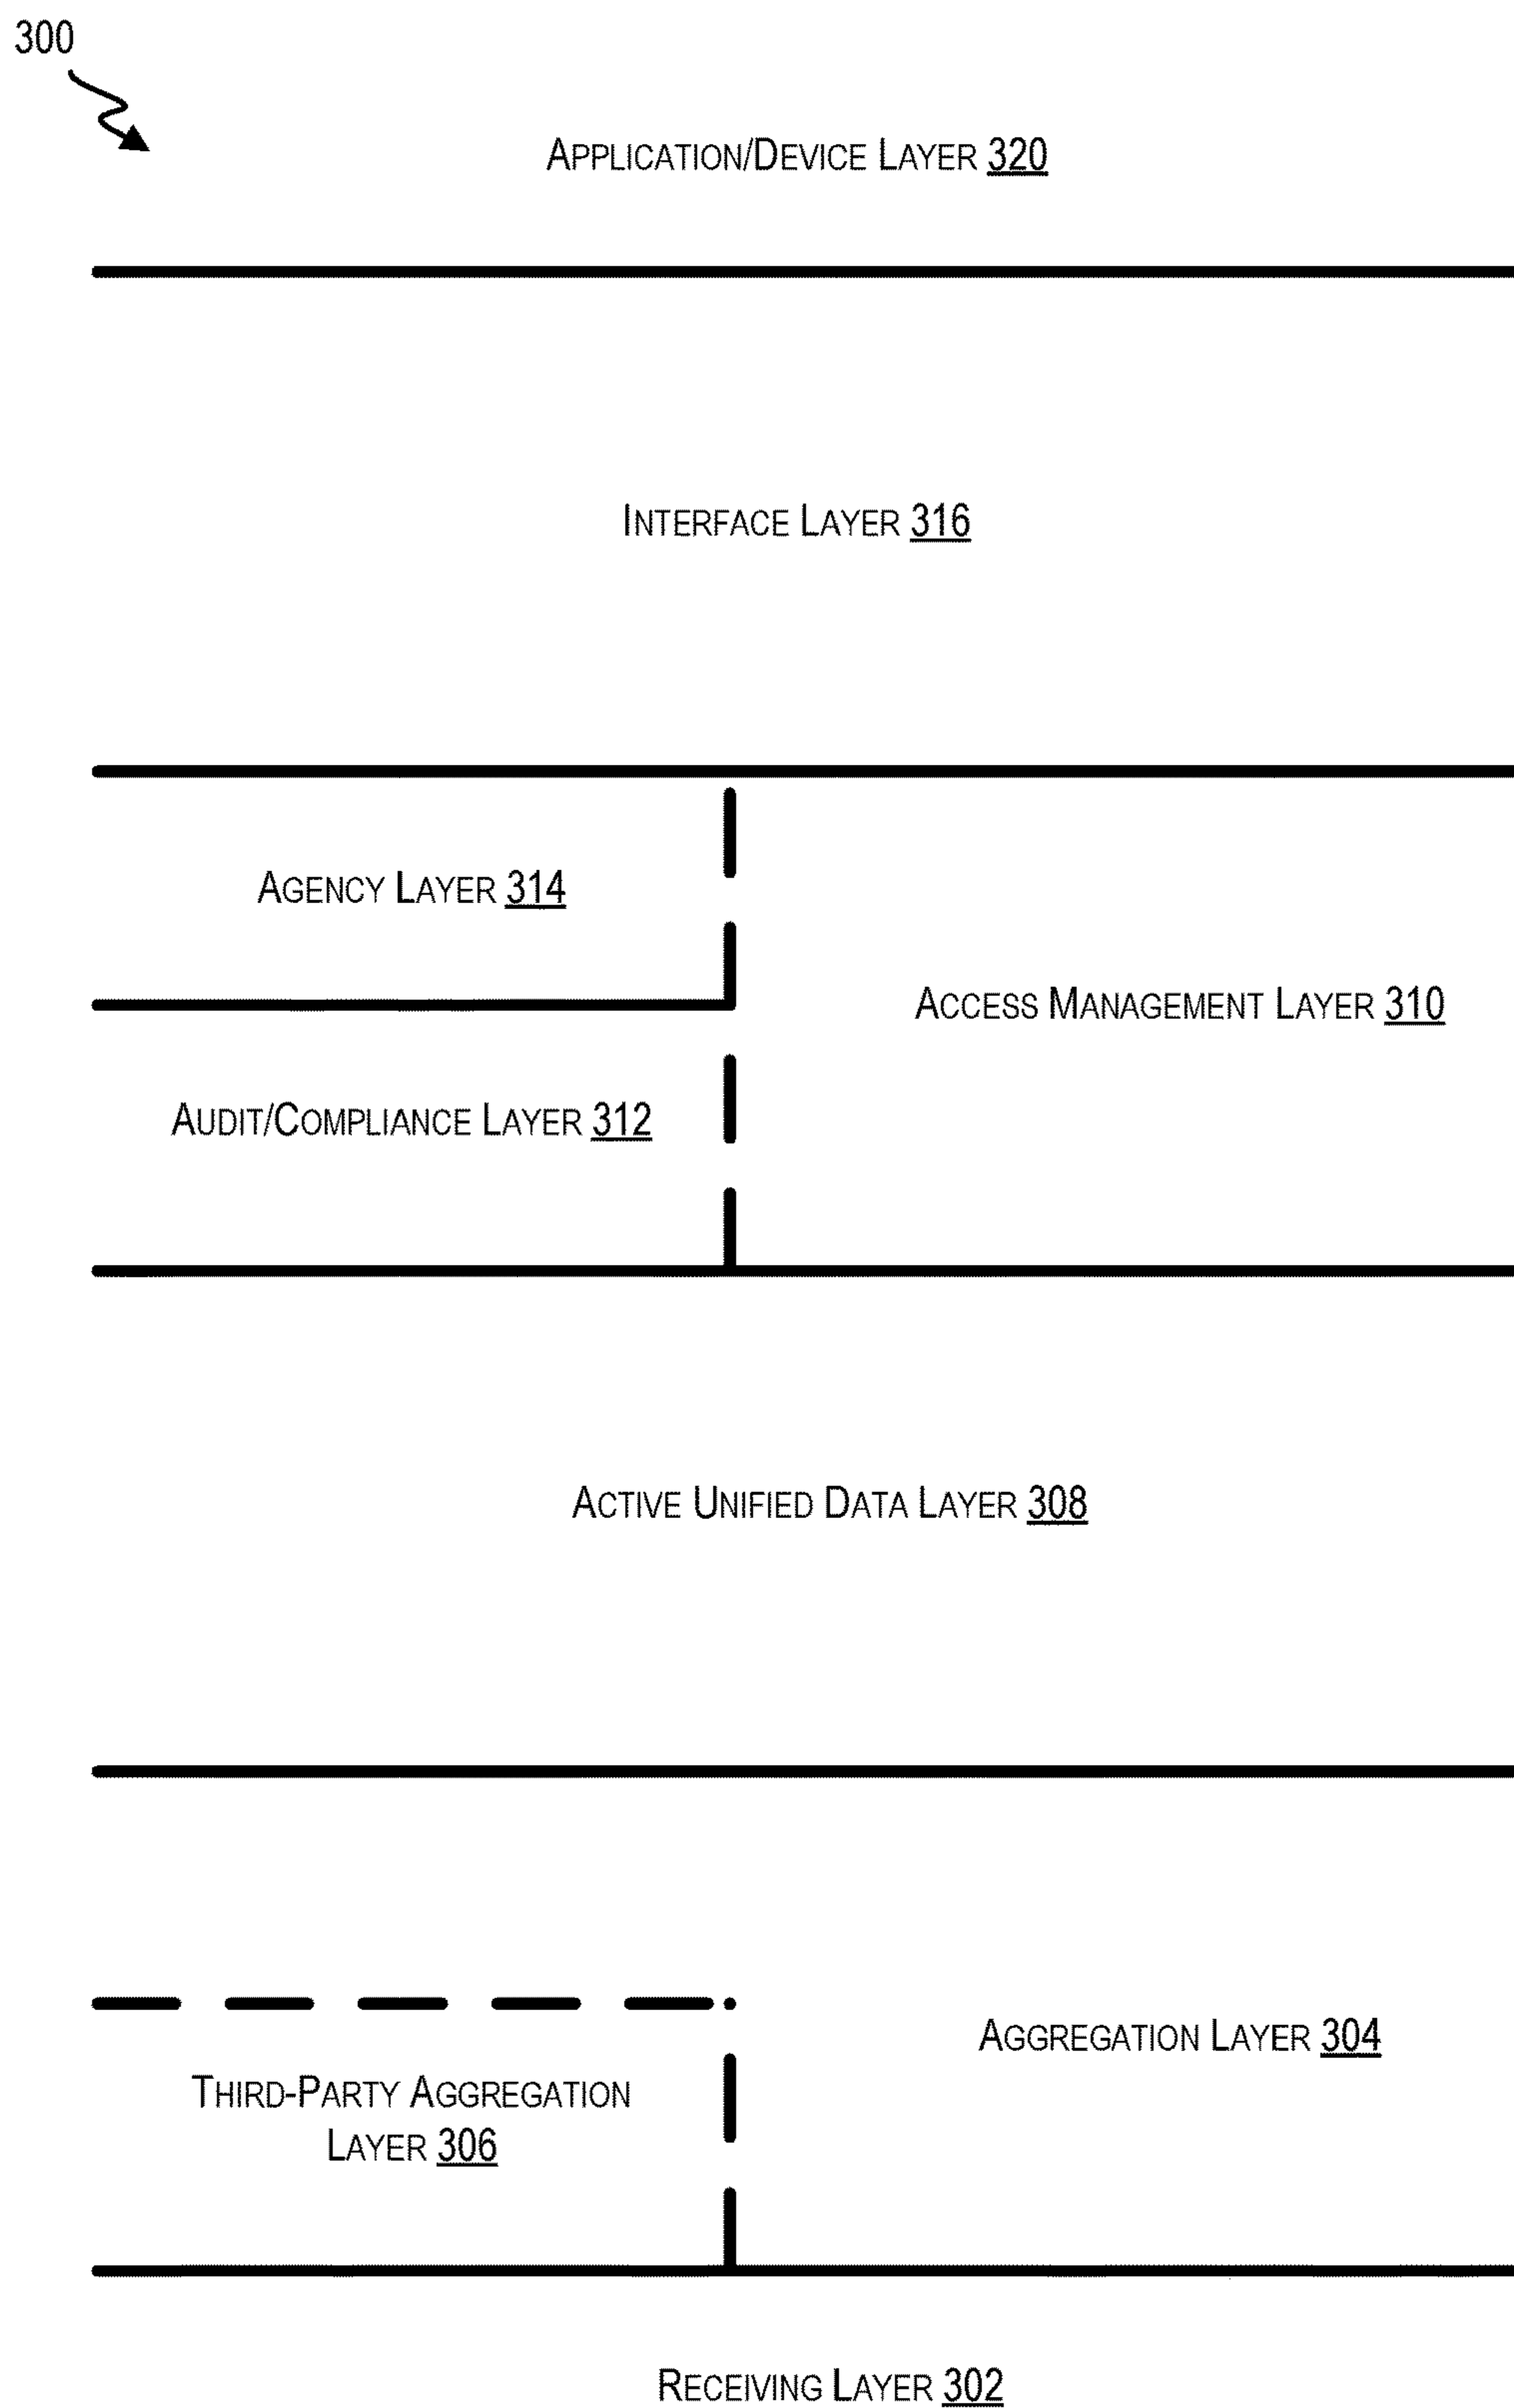 300
APPLICATION/DEVICE LAYER 320
INTERFACE LAYER 316
AGENCY LAYER 314
ACCESS MANAGEMENT LAYER 310
AUDIT/COMPLIANCE LAYER 312
ACTIVE UNIFIED DATA LAYER 308
AGGREGATION LAYER 304
THIRD-PARTY AGGREGATION
LAYER 306
RECEIVING LAYER 302